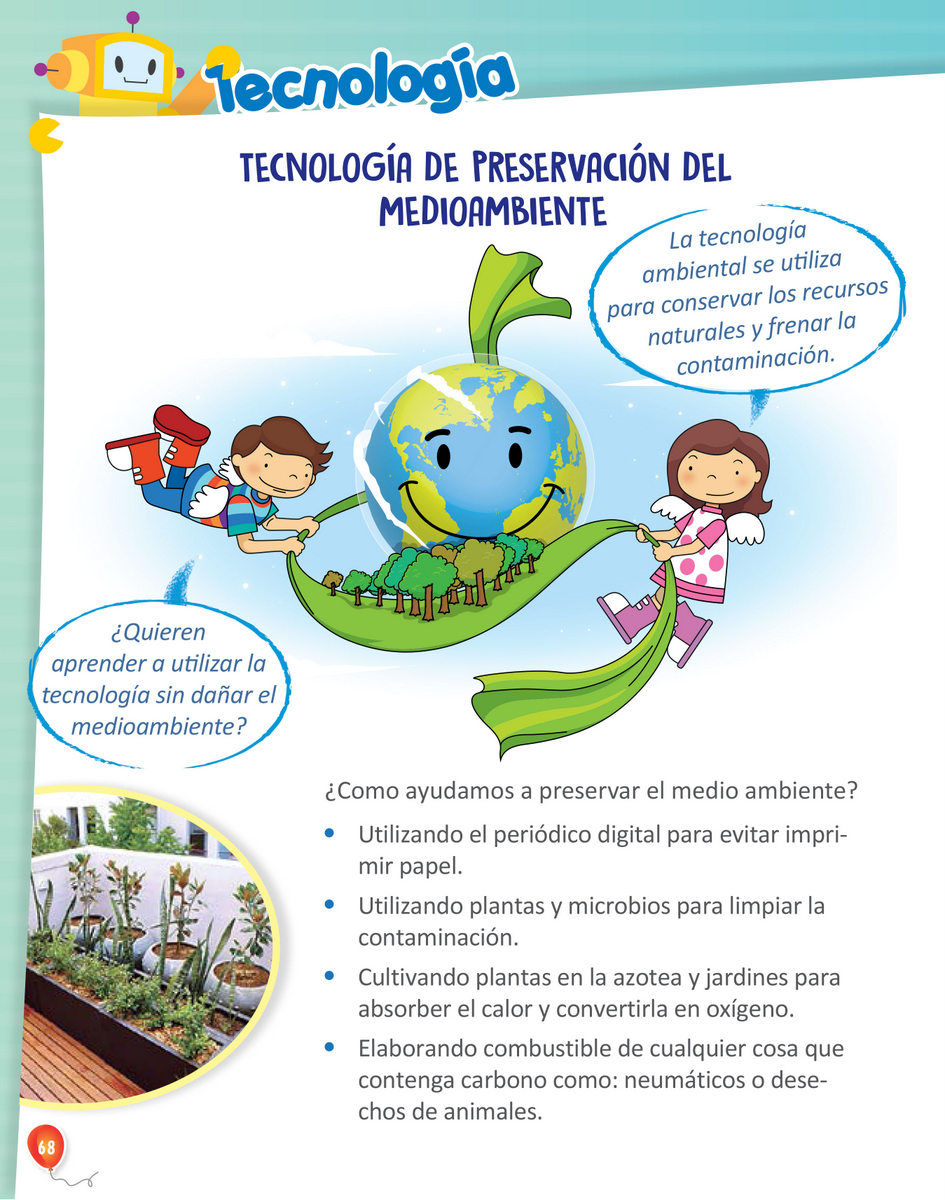 Tecnología
TECNOLOGÍA DE PRESERVACIÓN DEL
MEDIOAMBIENTE
La tecnología
ambiental se utiliza
para conservar los recursos
naturales y frenar la
contaminación.
¿Quieren
aprender a utilizar la
tecnología sin dañar el
medioambiente?
¿Como ayudamos a preservar el medio ambiente?
• Utilizando el periódico digital para evitar impri-
mir papel.
• Utilizando plantas y microbios para limpiar la
contaminación.
• Cultivando plantas en la azotea y jardines para
absorber el calor y convertirla en oxígeno.
• Elaborando combustible de cualquier cosa que
contenga carbono como: neumáticos o dese-
chos de animales.
68